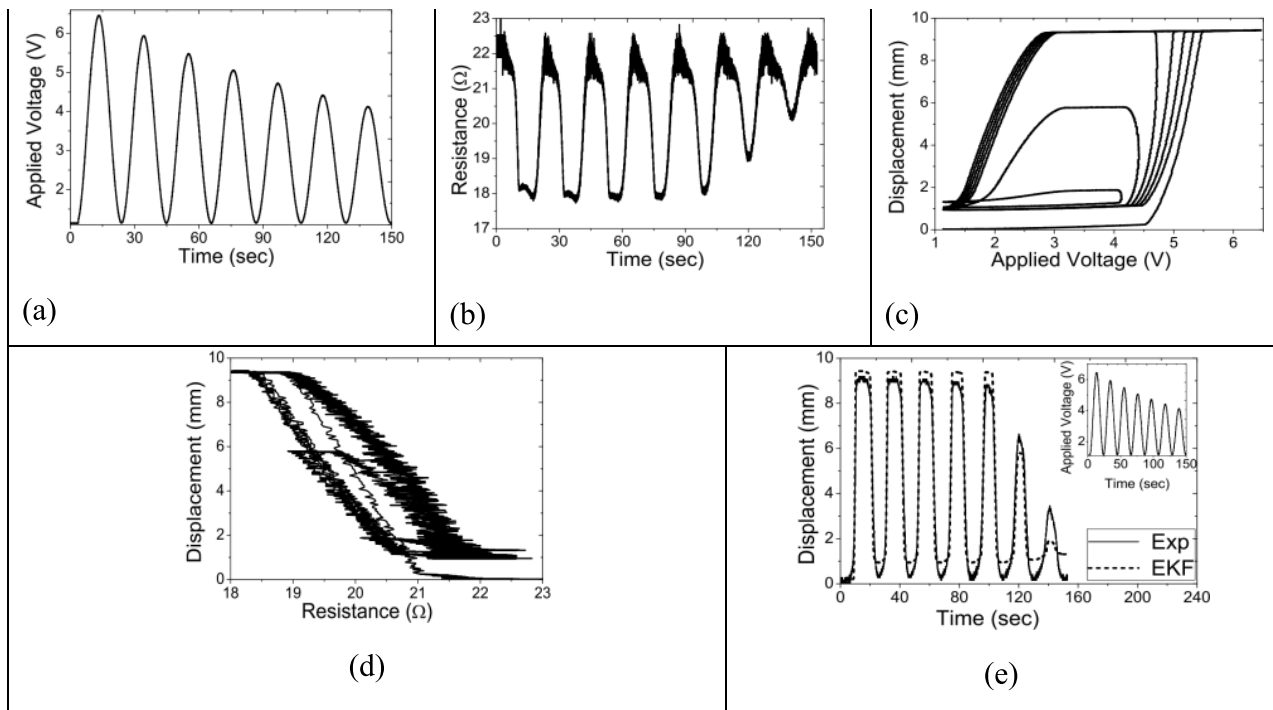 6
5
4
3
2
Applied Voltage (V)
0 30 60 90 120 150
Time (sec)
(a)
23
22
21
20
19
18
17
Resistance (Ω)
0 30 60 90 120 150
Time (sec)
(b)
10
8
6
4
2
0
Displacement (mm)
1 2 3 4 5 6
Applied Voltage (V)
(c)
10
8
6
4
2
0
Displacement (mm)
18 19 20 21 22 23
Resistance (Ω)
(d)
10
8
6
4
2
0
Displacement (mm)
0 40 80 120 160 200 240
Time (sec)
6
4
2
Applied Voltage (V)
0 50 100 150
Time (sec)
Exp
EKF
(e)